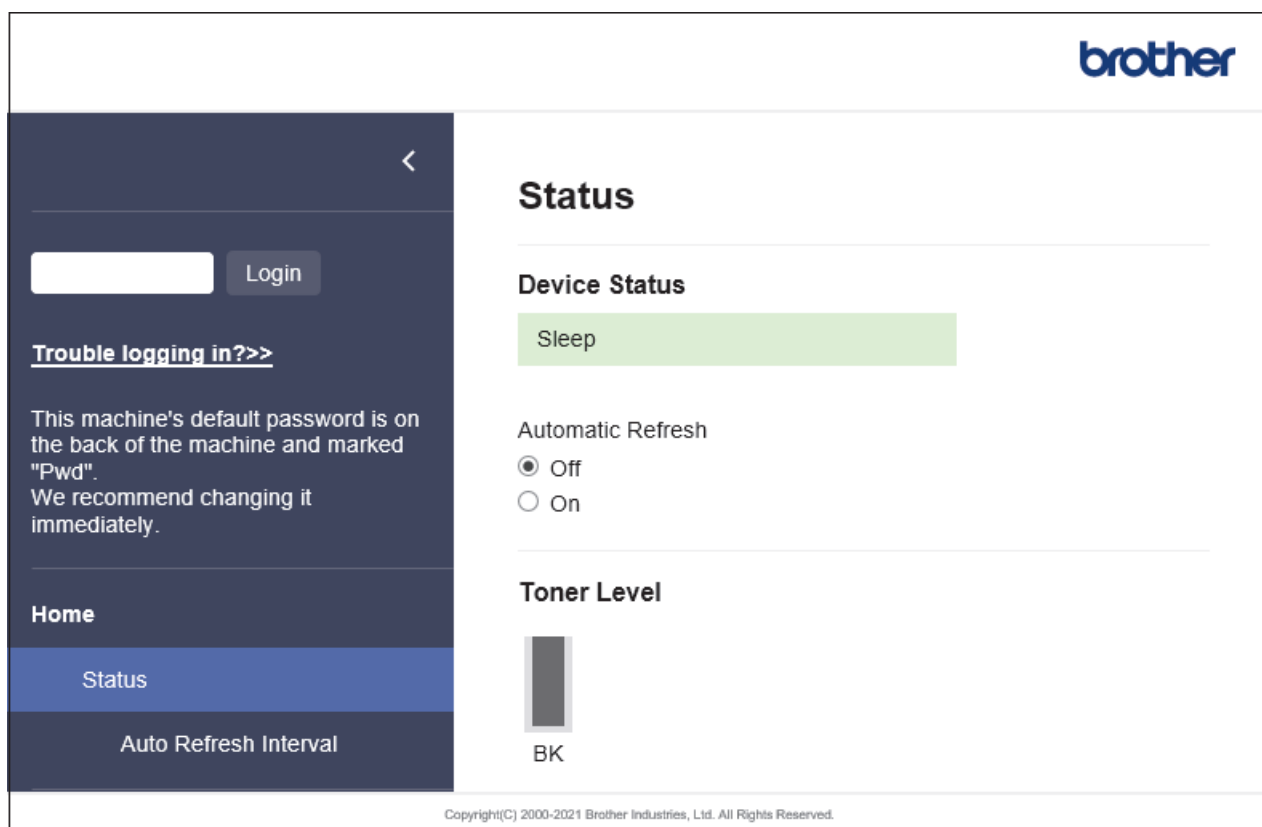 brother
Login
Trouble logging in?>>
This machine's default password is on
the back of the machine and marked
"Pwd".
We recommend changing it
immediately.
Home
Status
Auto Refresh Interval
Status
Device Status
Sleep
Automatic Refresh
Off
On
Toner Level
BK
Copyright(C) 2000-2021 Brother Industries, Ltd. All Rights Reserved.